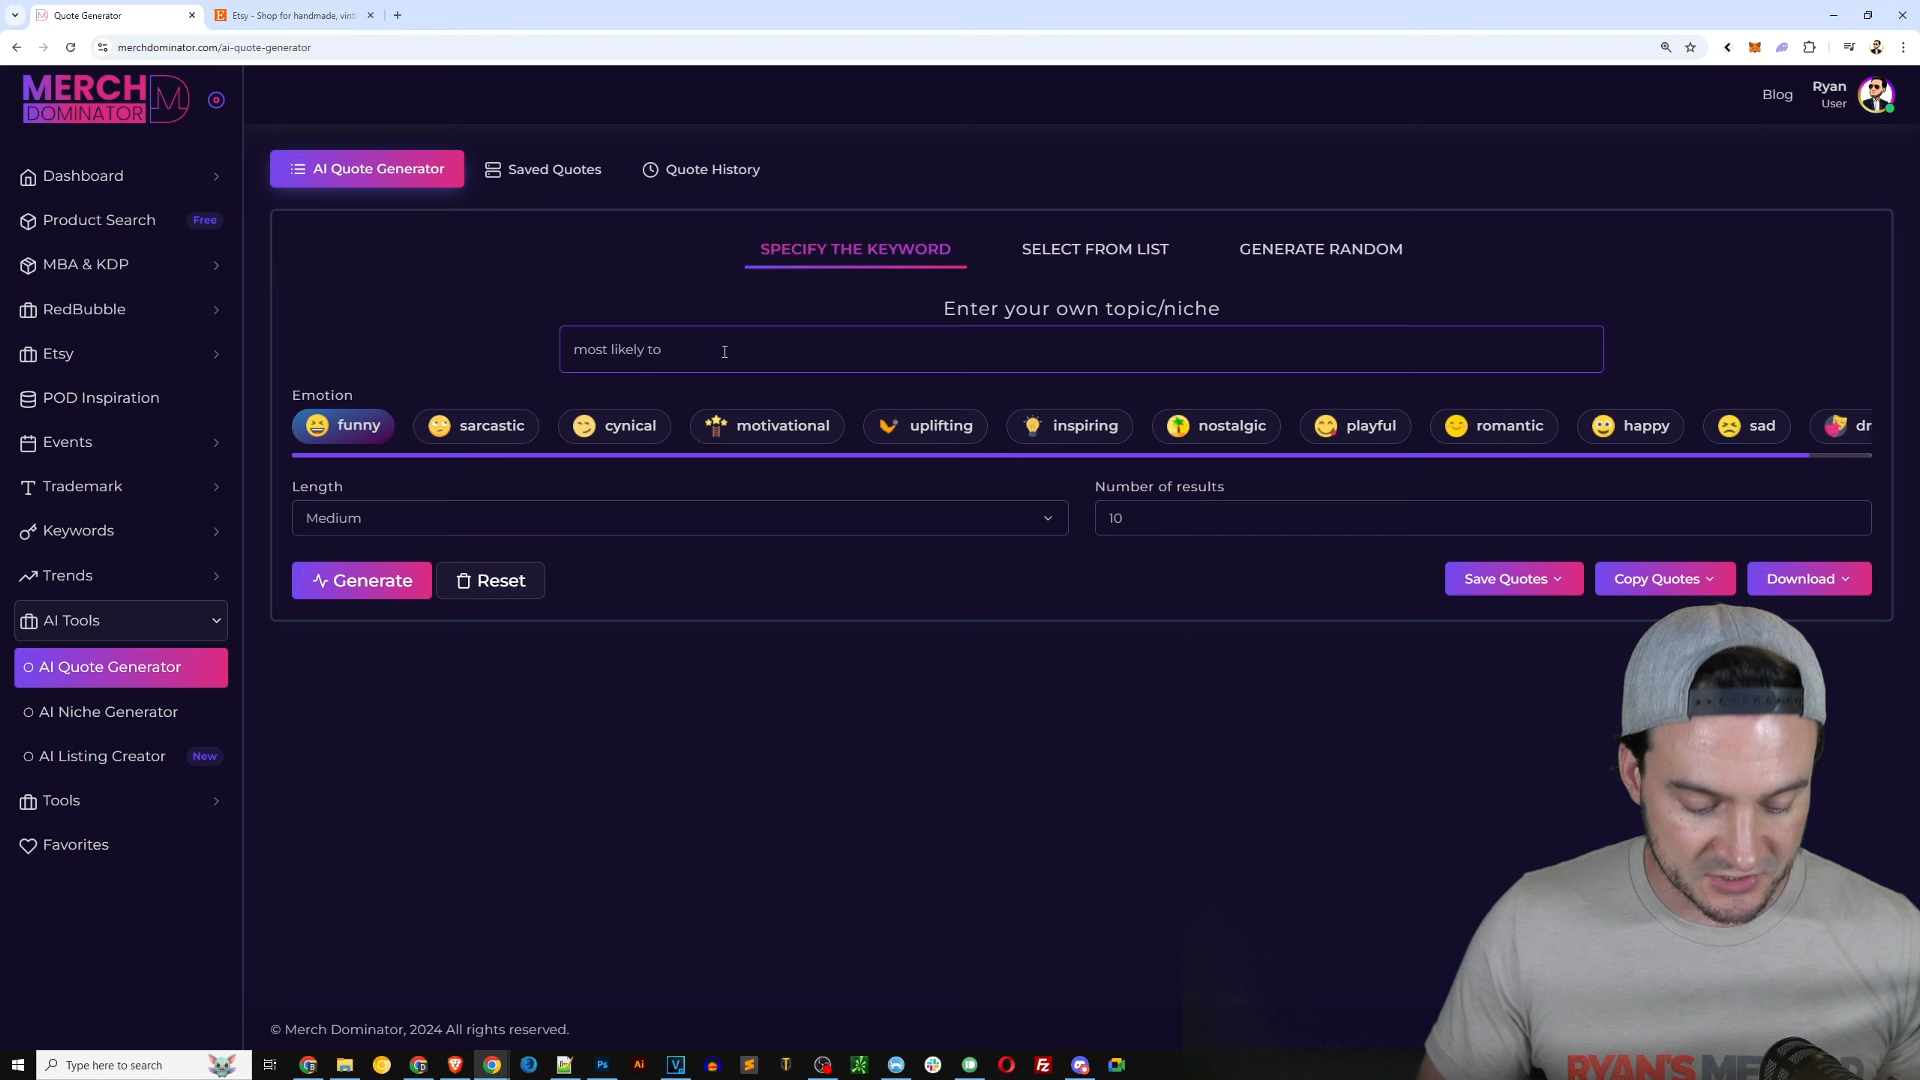 Quote Generator
Etsy - Shop for handmade, vint
merchdominator.com/ai-quote-generator
MERCH
DOMINATOR
Blog
Ryan
User
Dashboard
Product Search Free
MBA & KDP
RedBubble
Etsy
POD Inspiration
Events
Trademark
Keywords
Trends
AI Tools
AI Quote Generator
AI Niche Generator
AI Listing Creator New
Tools
Favorites
AI Quote Generator Saved Quotes Quote History
SPECIFY THE KEYWORD SELECT FROM LIST GENERATE RANDOM
Enter your own topic/niche
most likely to
Emotion
funny sarcastic cynical motivational uplifting inspiring nostalgic playful romantic happy sad dr
Length
Medium
Number of results
10
Generate Reset
Save Quotes Copy Quotes Download
© Merch Dominator, 2024 All rights reserved.
RYAN'S
Type here to search